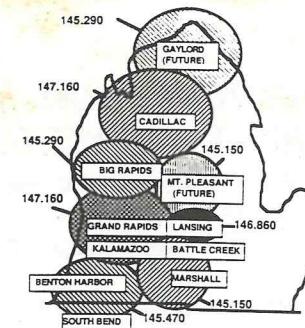 145.290
GAYLORD
(FUTURE)
147.160
CADILLAC
145.290
145.150
BIG RAPIDS
MT. PLEASANT
(FUTURE)
147.160
GRAND RAPIDS
LANSING
146.860
KALAMAZOO
BATTLE CREEK
BENTON HARBOR
MARSHALL
145.150
SOUTH BEND
145.470